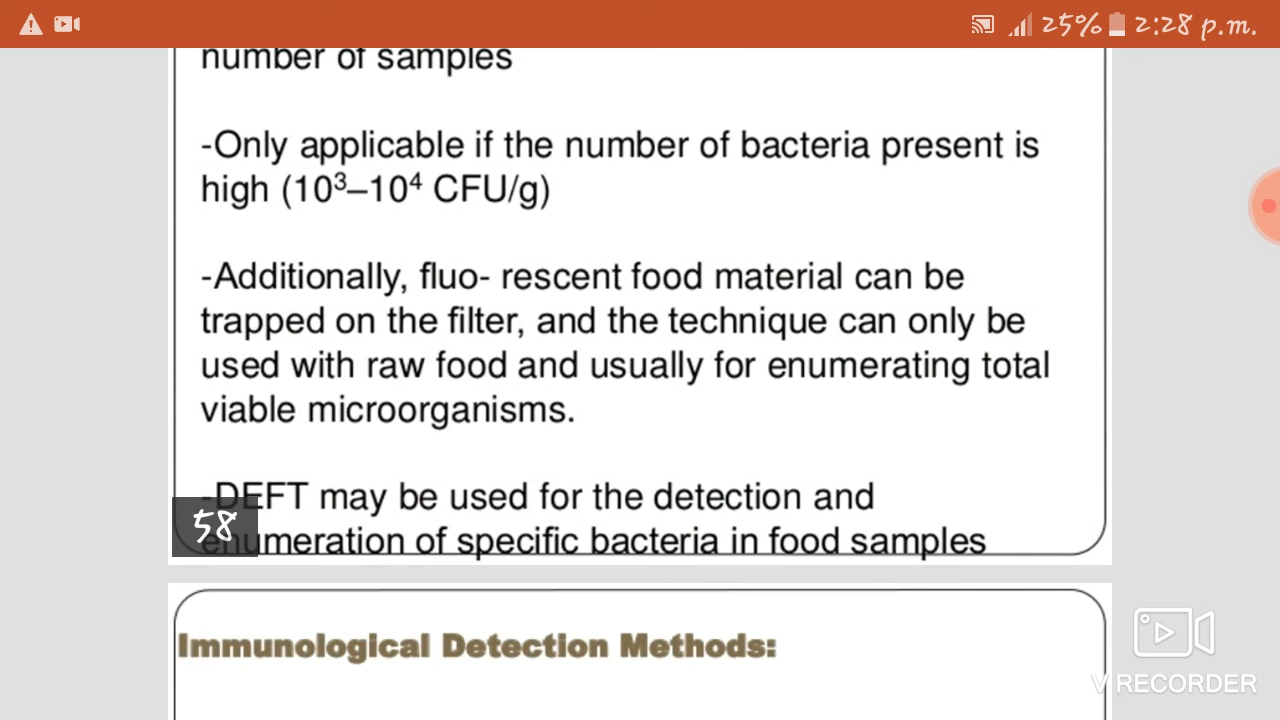 25% 2:28 p.m.
number of samples
-Only applicable if the number of bacteria present is
high (10³–10⁴ CFU/g)
-Additionally, fluo- rescent food material can be
trapped on the filter, and the technique can only be
used with raw food and usually for enumerating total
viable microorganisms.
-DEFT may be used for the detection and
58
enumeration of specific bacteria in food samples
Immunological Detection Methods:
V RECORDER